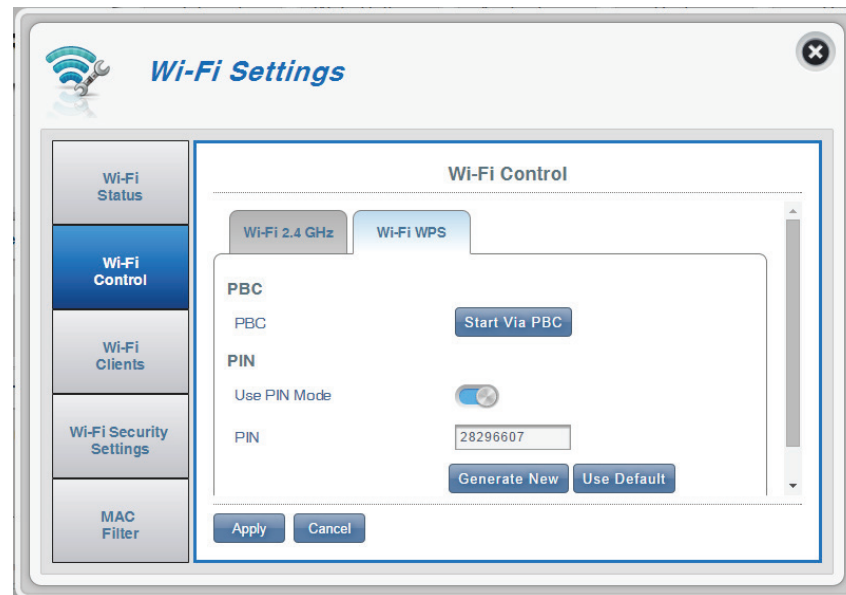 Wi-Fi Settings
Wi-Fi
Status
Wi-Fi
Control
Wi-Fi
Clients
Wi-Fi Security
Settings
MAC
Filter
Wi-Fi Control
Wi-Fi 2.4 GHz Wi-Fi WPS
PBC
PBC Start Via PBC
PIN
Use PIN Mode
PIN 28296607
Generate New Use Default
Apply Cancel